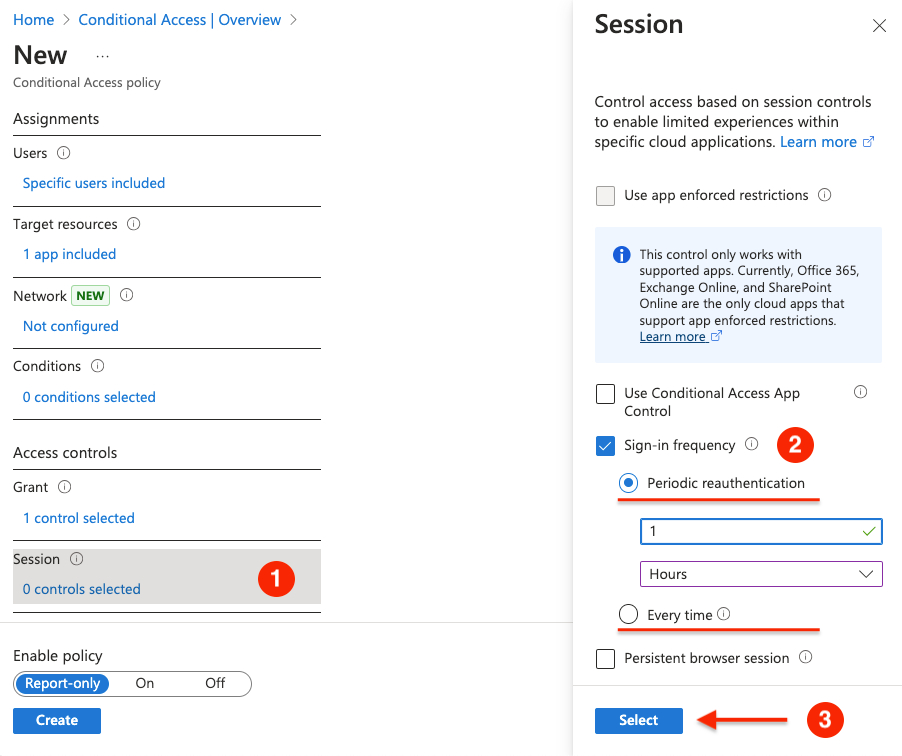 Home > Conditional Access | Overview >
New ...
Conditional Access policy
Assignments
Users
Specific users included
Target resources
1 app included
Network NEW
Not configured
Conditions
0 conditions selected
Access controls
Grant
1 control selected
Session
0 controls selected
1
Enable policy
Report-only On Off
Create
Session
Control access based on session controls
to enable limited experiences within
specific cloud applications. Learn more
Use app enforced restrictions
This control only works with
supported apps. Currently, Office 365,
Exchange Online, and SharePoint
Online are the only cloud apps that
support app enforced restrictions.
Learn more
Use Conditional Access App
Control
Sign-in frequency 2
Periodic reauthentication
1
Hours
Every time
Persistent browser session
Select 3